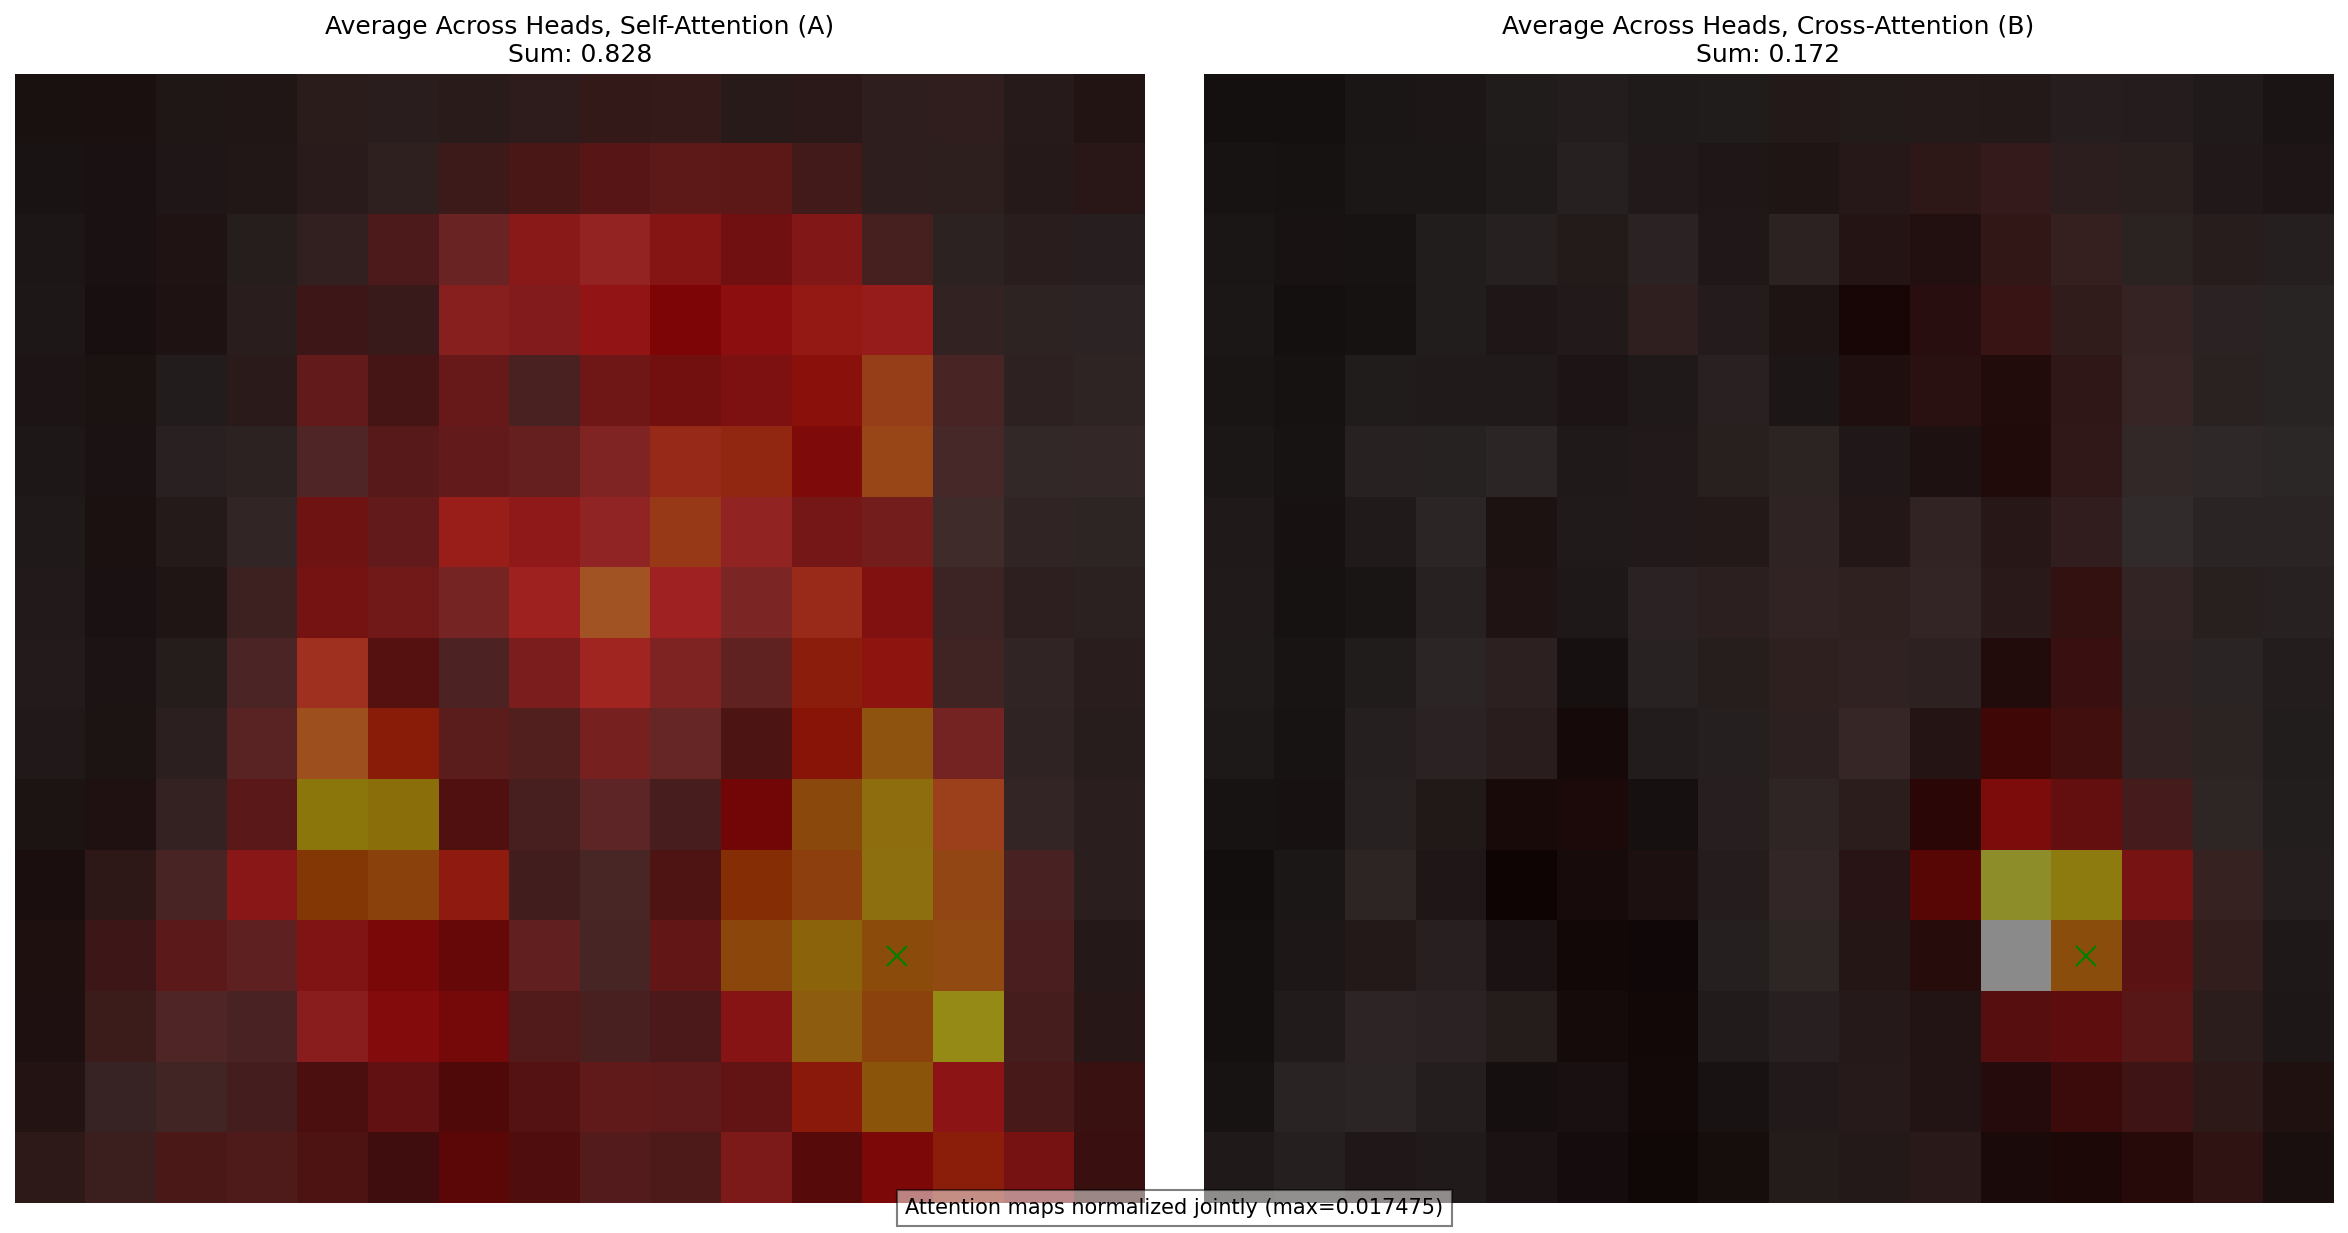 Average Across Heads, Self-Attention (A)
Sum: 0.828
Average Across Heads, Cross-Attention (B)
Sum: 0.172
Attention maps normalized jointly (max=0.017475)